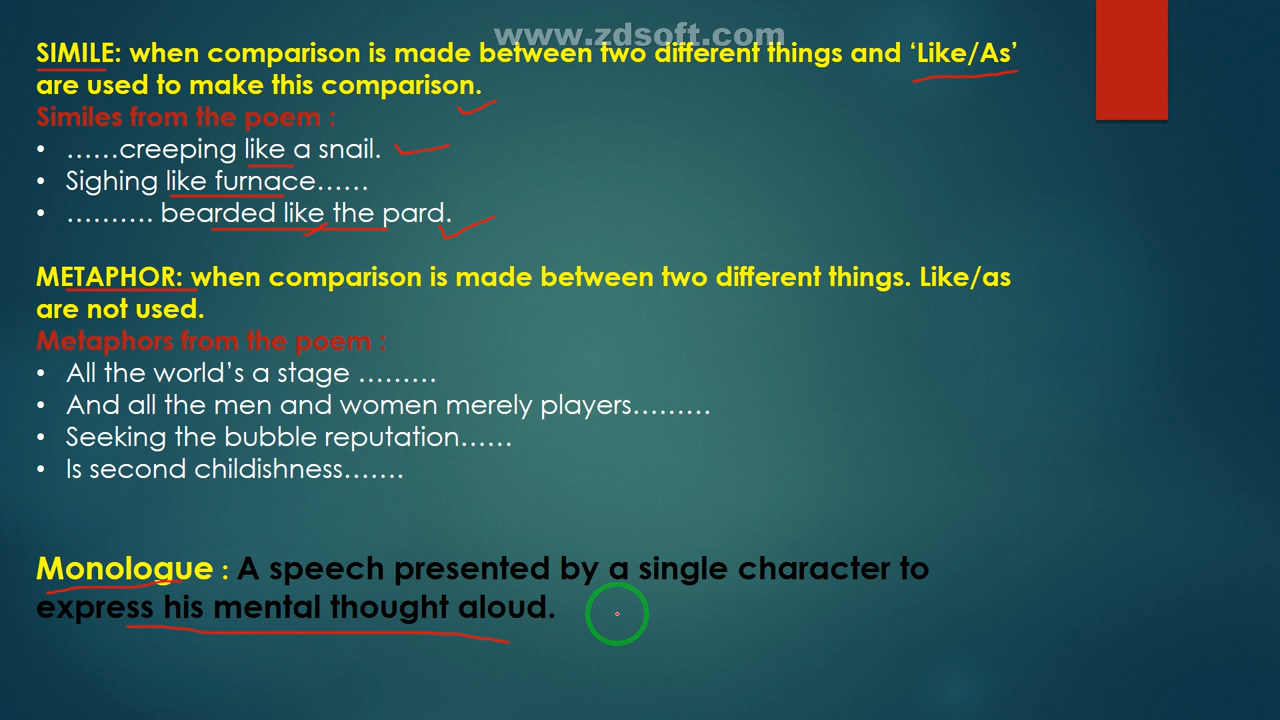 www.zdsoft.com
SIMILE: when comparison is made between two different things and ‘Like/As’
are used to make this comparison.
Similes from the poem :
• ……creeping like a snail.
• Sighing like furnace……
• ………. bearded like the pard.
METAPHOR: when comparison is made between two different things. Like/as
are not used.
Metaphors from the poem :
• All the world’s a stage ………
• And all the men and women merely players………
• Seeking the bubble reputation……
• Is second childishness…….
Monologue : A speech presented by a single character to
express his mental thought aloud.